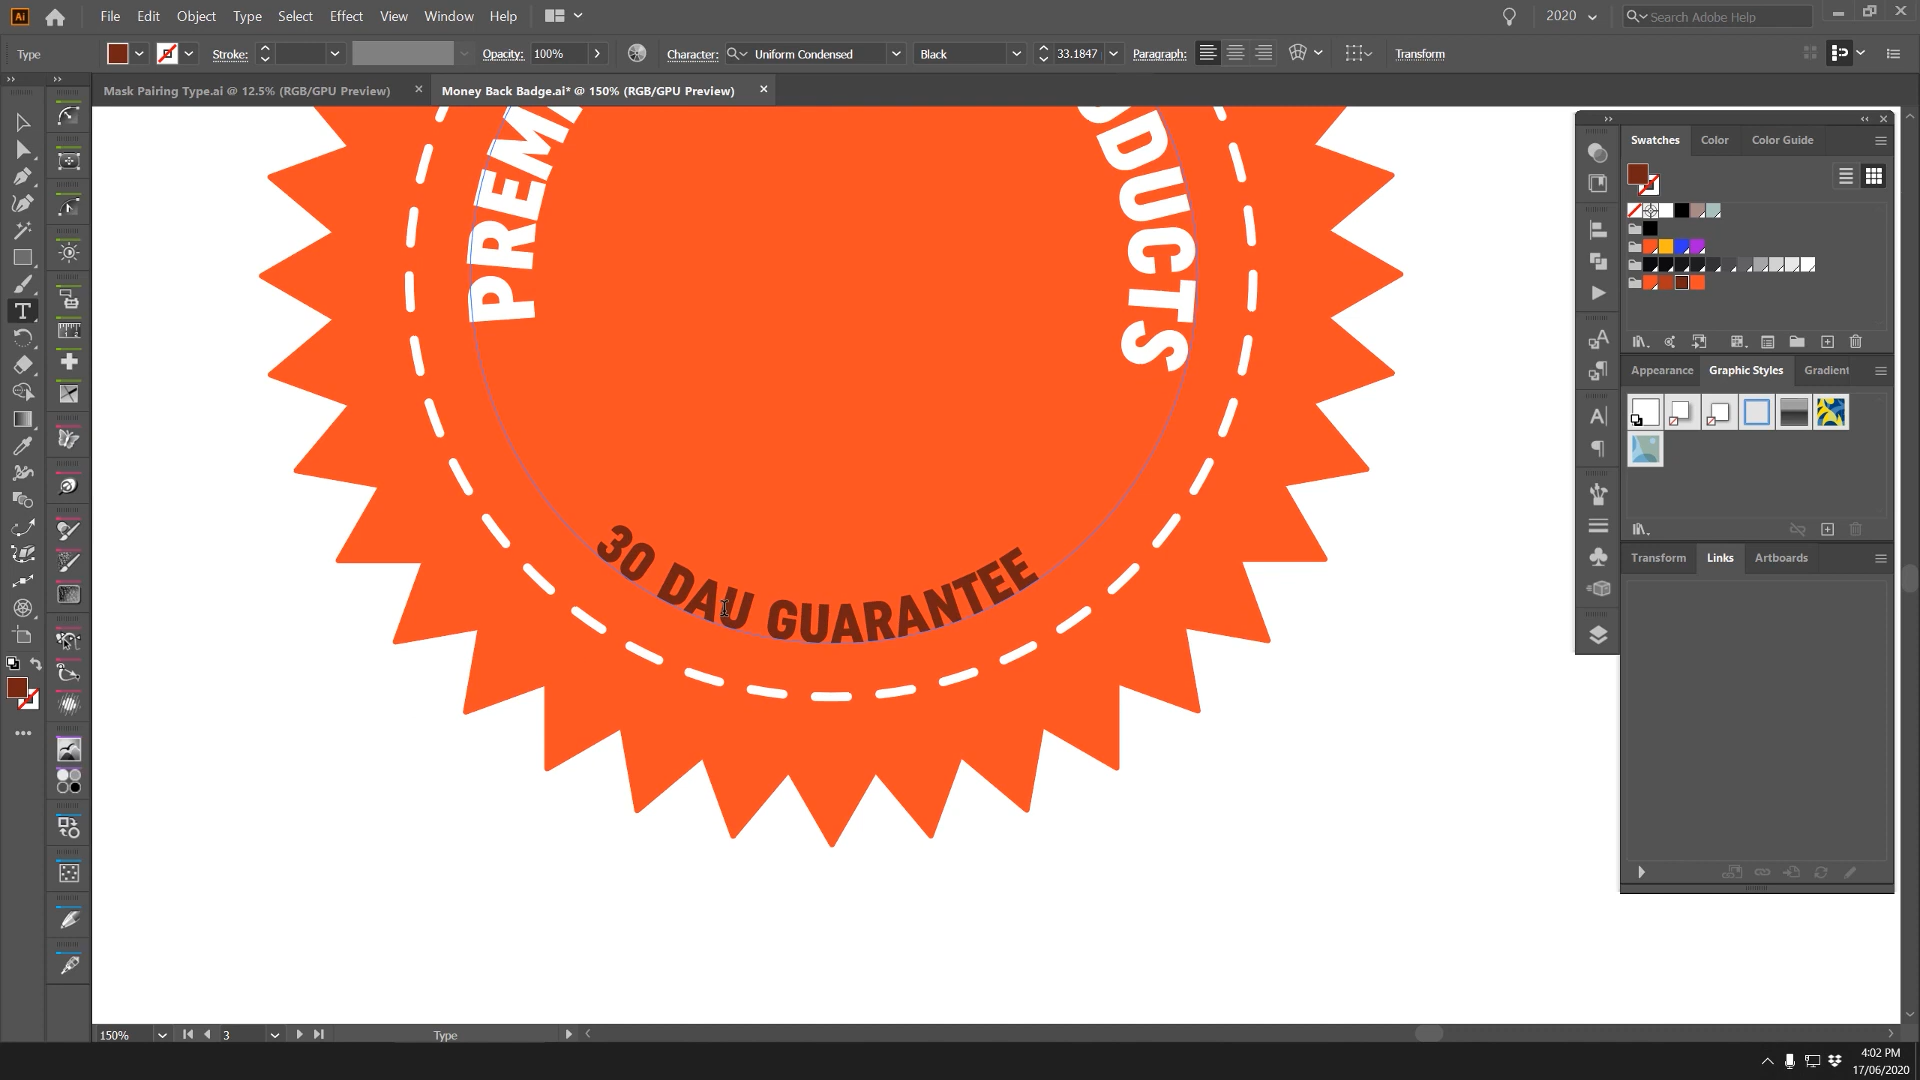 Ai
File Edit Object Type Select Effect View Window Help
2020
Search Adobe Help
Type
Stroke:
Opacity: 100%
Character: Uniform Condensed
Black
33.1847
Paragraph:
Transform
Mask Pairing Type.ai @ 12.5% (RGB/GPU Preview)
Money Back Badge.ai* @ 150% (RGB/GPU Preview)
Swatches Color Color Guide
Appearance Graphic Styles Gradient
Transform Links Artboards
PREM
DUCTS
30 DAU GUARANTEE
150%
3
Type
4:02 PM
17/06/2020